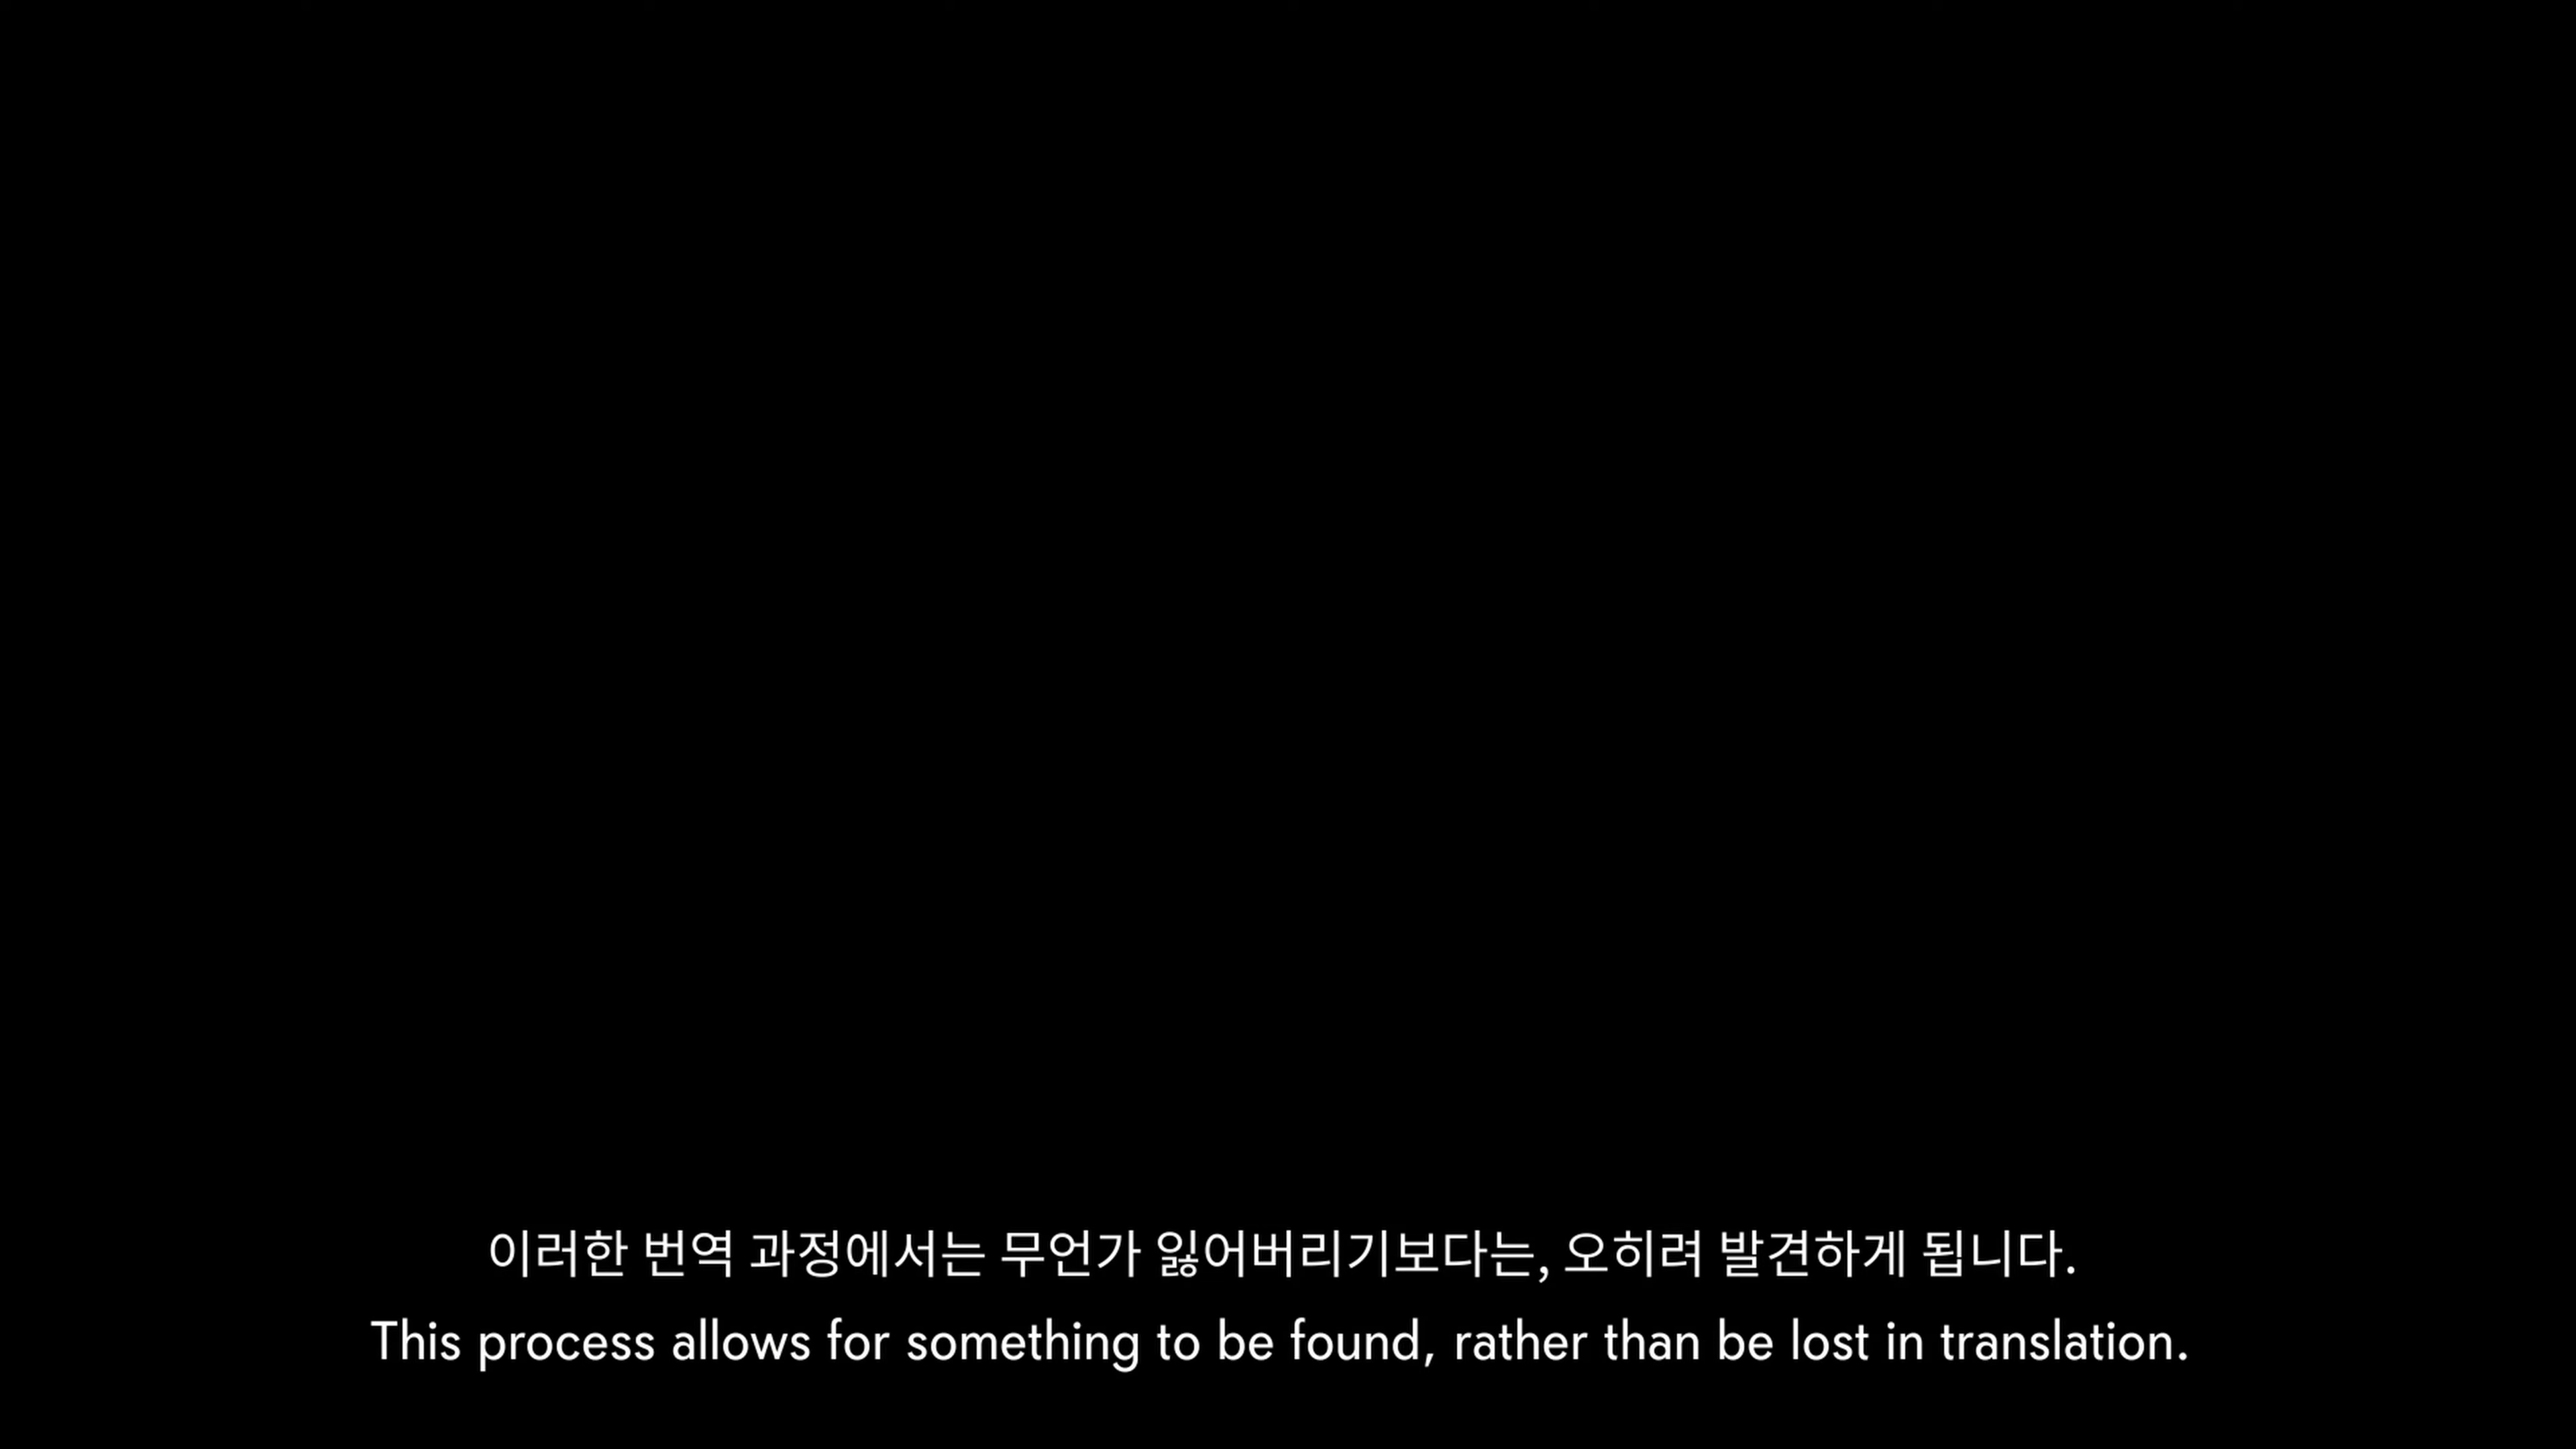 이러한 번역 과정에서는 무언가 잃어버리기보다는, 오히려 발견하게 됩니다.
This process allows for something to be found, rather than be lost in translation.